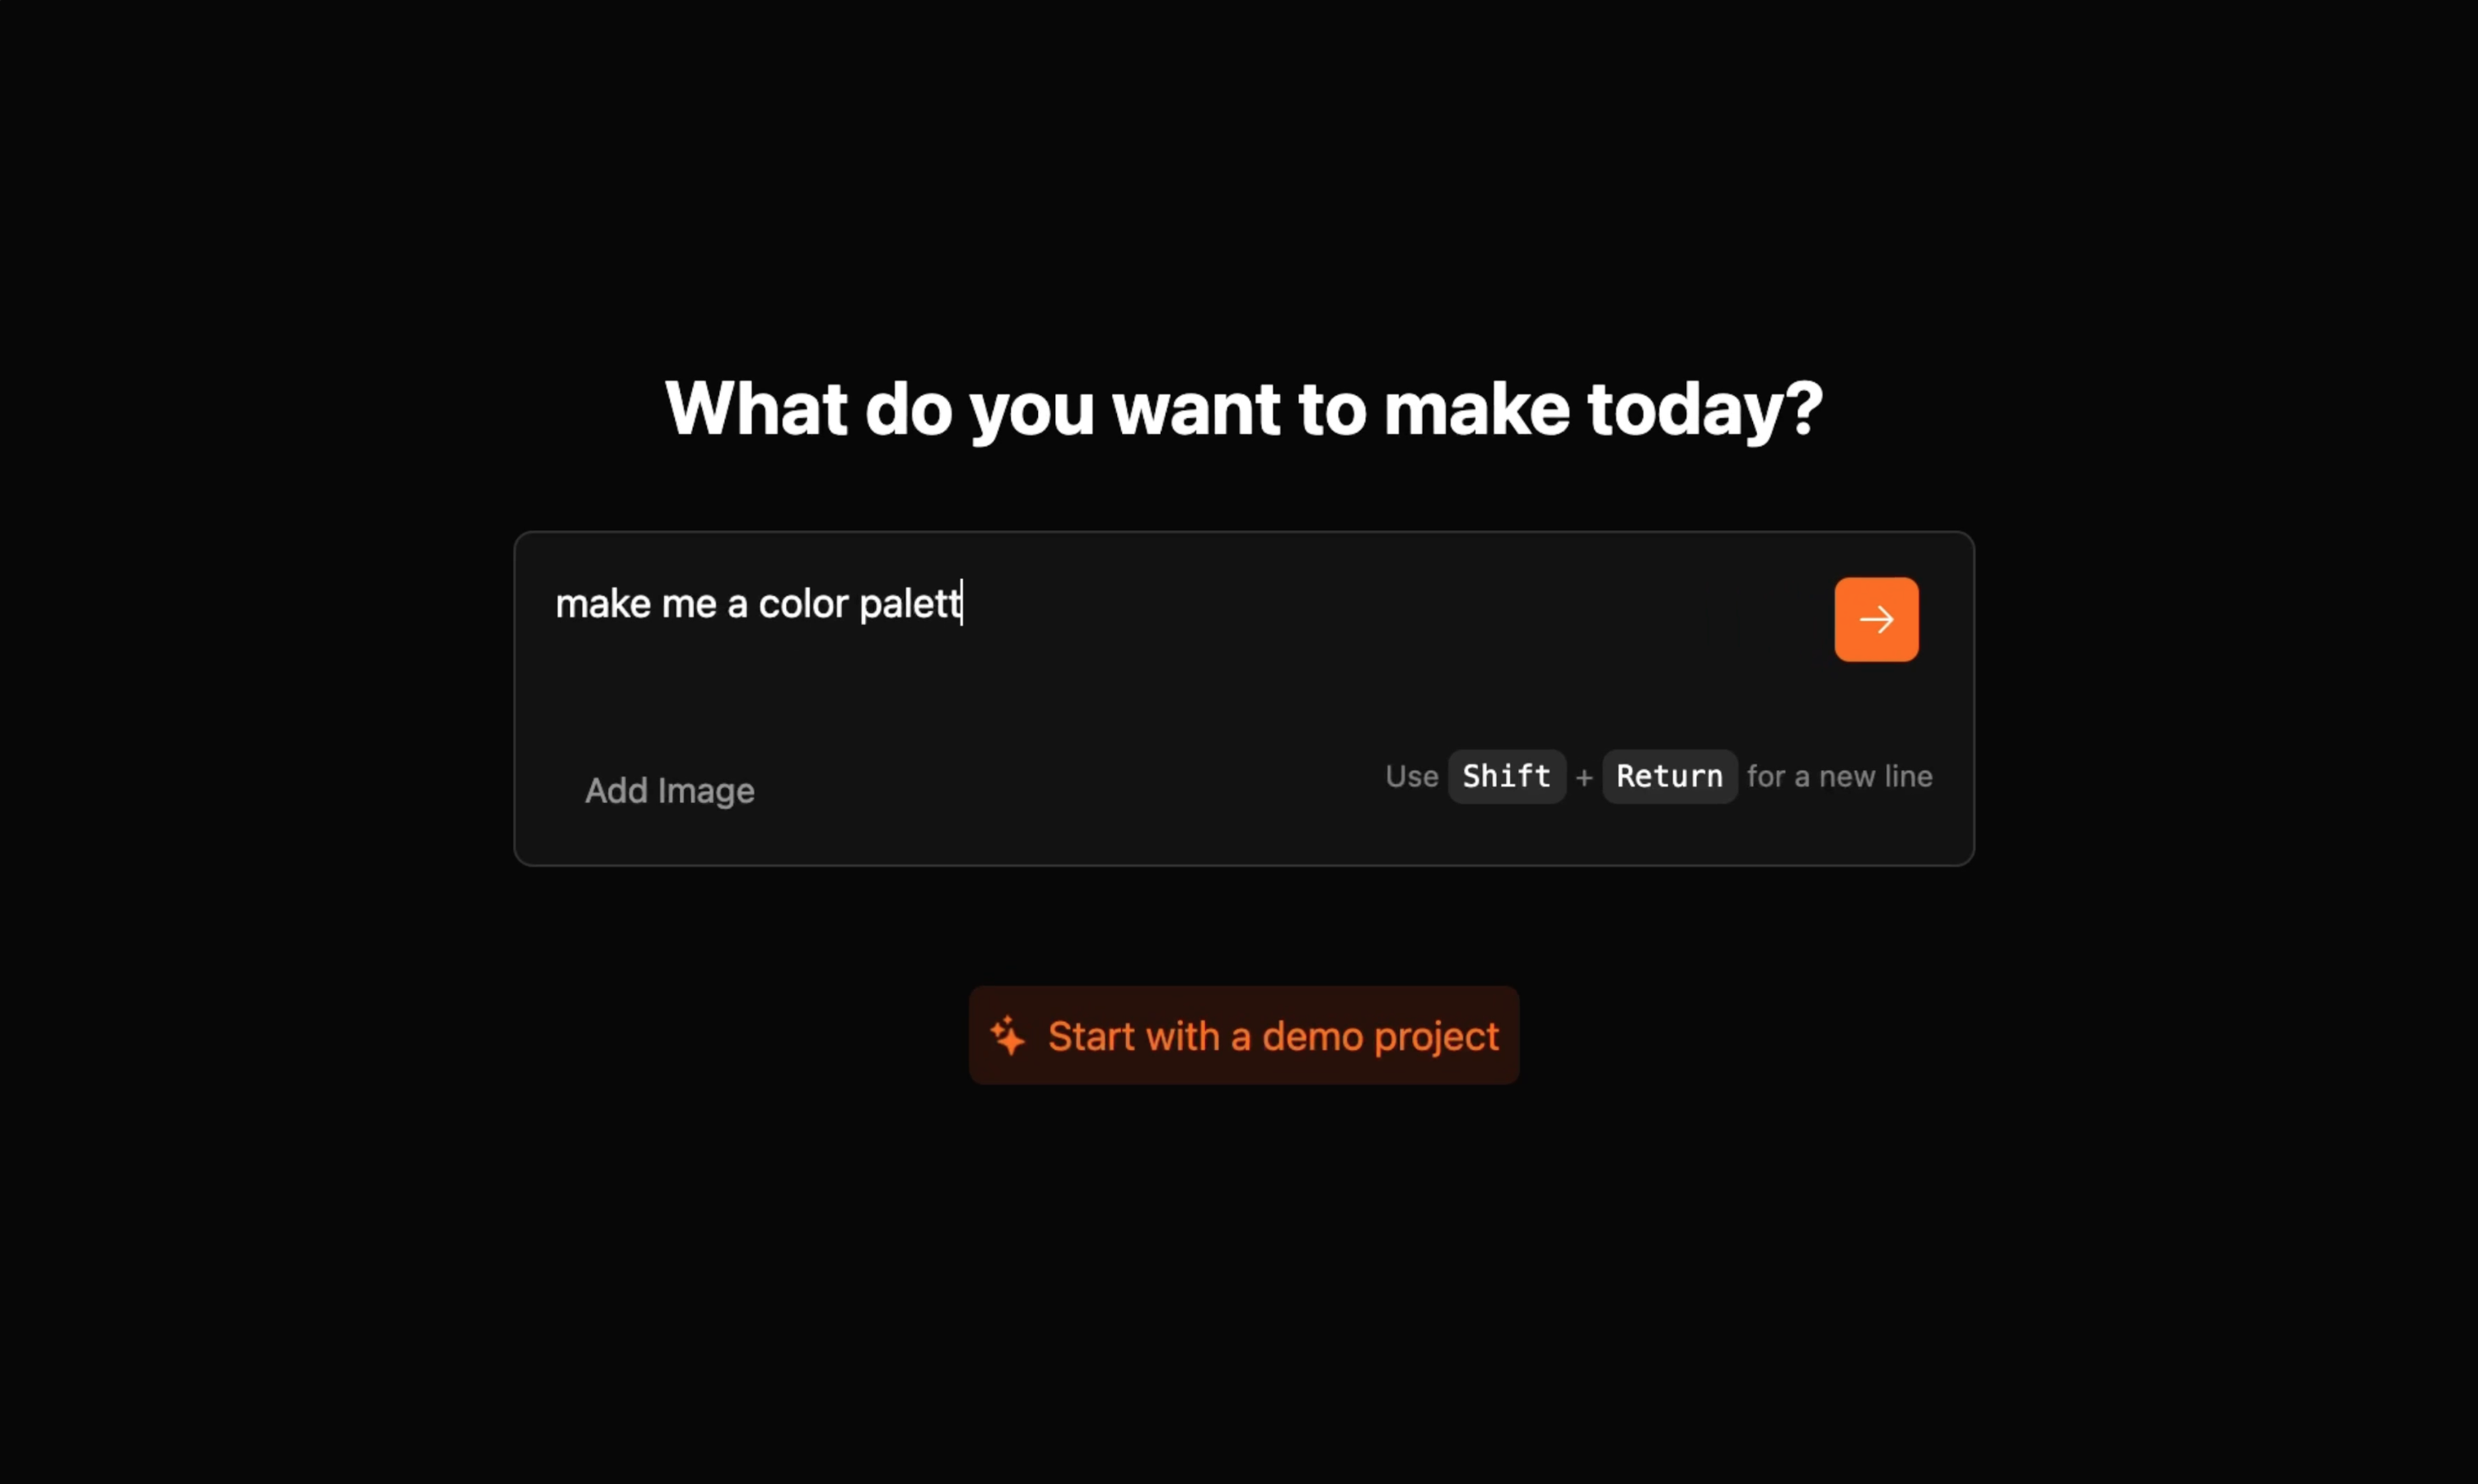 What do you want to make today?
make me a color palett
Add Image
Use Shift + Return for a new line
Start with a demo project